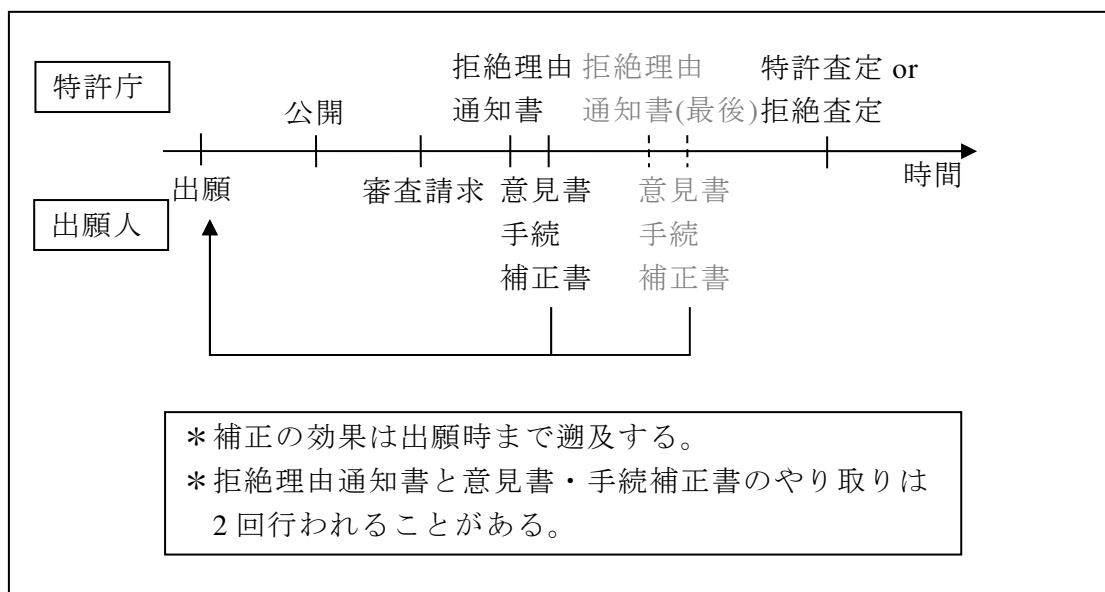 特許庁
公開
拒絶理由
通知書
拒絶理由
通知書(最後)
特許査定 or
拒絶査定
時間
出願人
出願
審査請求
意見書
手続
補正書
意見書
手続
補正書
＊補正の効果は出願時まで遡及する。
＊拒絶理由通知書と意見書・手続補正書のやり取りは
2 回行われることがある。